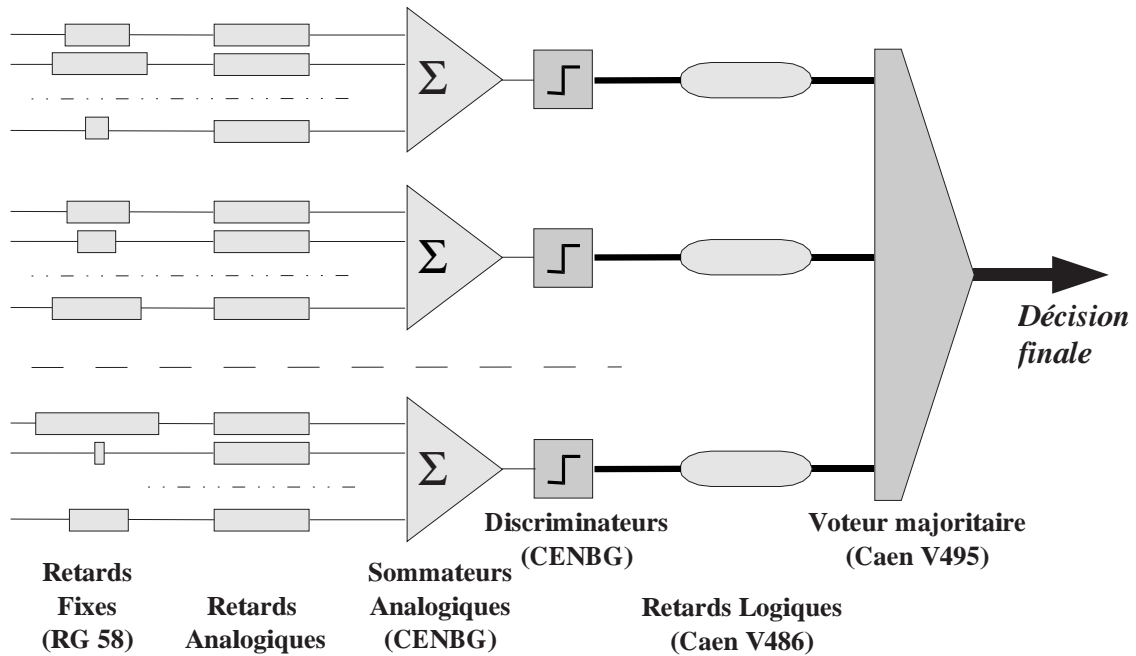 Σ
Σ
Σ
Décision
finale
Discriminateurs
(CENBG)
Voteur majoritaire
(Caen V495)
Retards
Fixes
(RG 58)
Retards
Analogiques
Sommateurs
Analogiques
(CENBG)
Retards Logiques
(Caen V486)